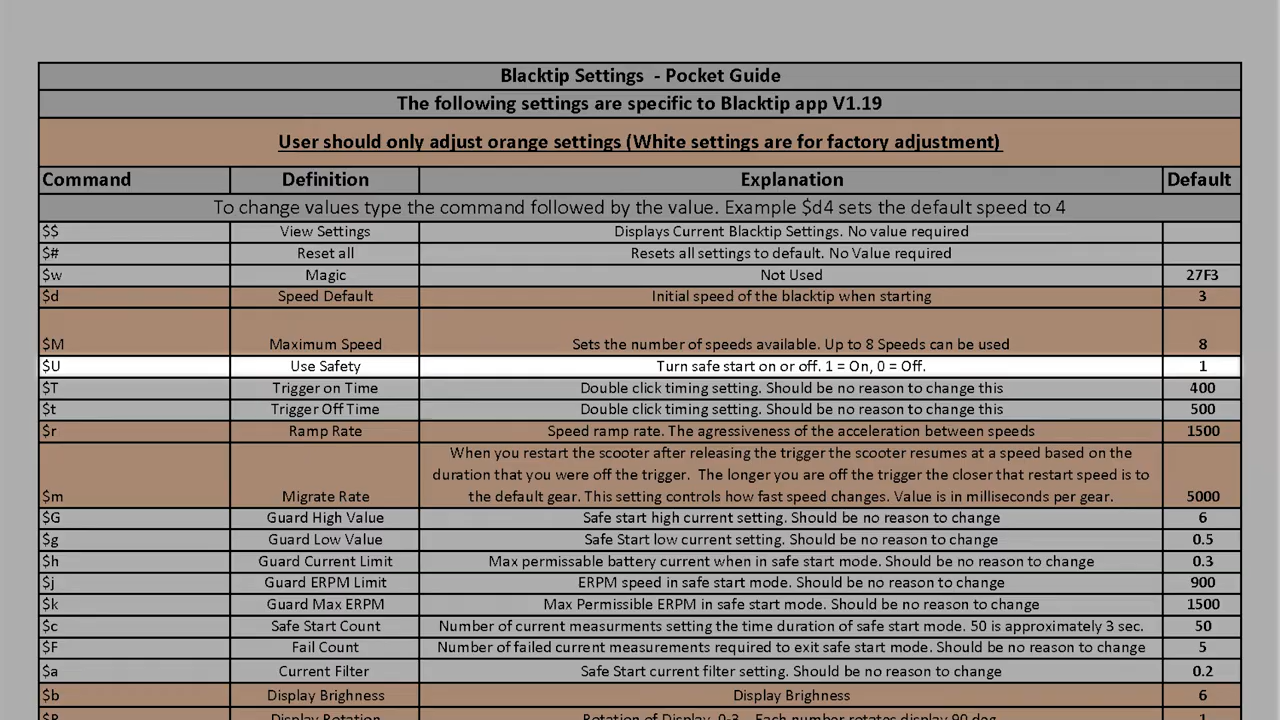 Blacktip Settings - Pocket Guide
The following settings are specific to Blacktip app V1.19
User should only adjust orange settings (White settings are for factory adjustment)
Command Definition Explanation Default
To change values type the command followed by the value. Example $d4 sets the default speed to 4
$$ View Settings Displays Current Blacktip Settings. No value required
$# Reset all Resets all settings to default. No Value required
$w Magic Not Used 27F3
$d Speed Default Initial speed of the blacktip when starting 3
$M Maximum Speed Sets the number of speeds available. Up to 8 Speeds can be used 8
$U Use Safety Turn safe start on or off. 1 = On, 0 = Off. 1
$T Trigger on Time Double click timing setting. Should be no reason to change this 400
$t Trigger Off Time Double click timing setting. Should be no reason to change this 500
$r Ramp Rate Speed ramp rate. The agressiveness of the acceleration between speeds 1500
When you restart the scooter after releasing the trigger the scooter resumes at a speed based on the
duration that you were off the trigger. The longer you are off the trigger the closer that restart speed is to
$m Migrate Rate the default gear. This setting controls how fast speed changes. Value is in milliseconds per gear. 5000
$G Guard High Value Safe start high current setting. Should be no reason to change 6
$g Guard Low Value Safe Start low current setting. Should be no reason to change 0.5
$h Guard Current Limit Max permissable battery current when in safe start mode. Should be no reason to change 0.3
$j Guard ERPM Limit ERPM speed in safe start mode. Should be no reason to change 900
$k Guard Max ERPM Max Permissible ERPM in safe start mode. Should be no reason to change 1500
$c Safe Start Count Number of current measurments setting the time duration of safe start mode. 50 is approximately 3 sec. 50
$F Fail Count Number of failed current measurements required to exit safe start mode. Should be no reason to change 5
$a Current Filter Safe Start current filter setting. Should be no reason to change 0.2
$b Display Brighness Display Brighness 6
Display Rotation Rotation of Display, 0-3. Each number rotates display 90 deg 1